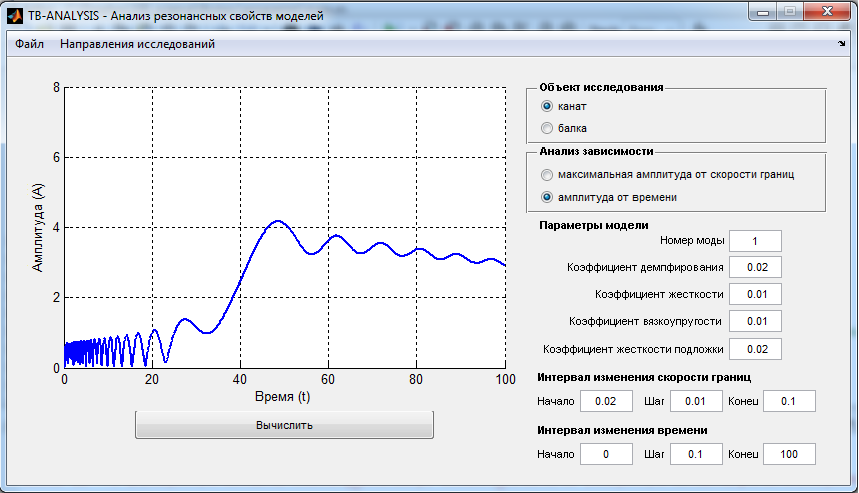 TB-ANALYSIS - Анализ резонансных свойств моделей
Файл Направления исследований
8
6
4
2
0
Амплитуда (A)
0 20 40 60 80 100
Время (t)
Вычислить
Объект исследования
канат
балка
Анализ зависимости
максимальная амплитуда от скорости границ
амплитуда от времени
Параметры модели
Номер моды 1
Коэффициент демпфирования 0.02
Коэффициент жесткости 0.01
Коэффициент вязкоупругости 0.01
Коэффициент жесткости подложки 0.02
Интервал изменения скорости границ
Начало 0.02 Шаг 0.01 Конец 0.1
Интервал изменения времени
Начало 0 Шаг 0.1 Конец 100